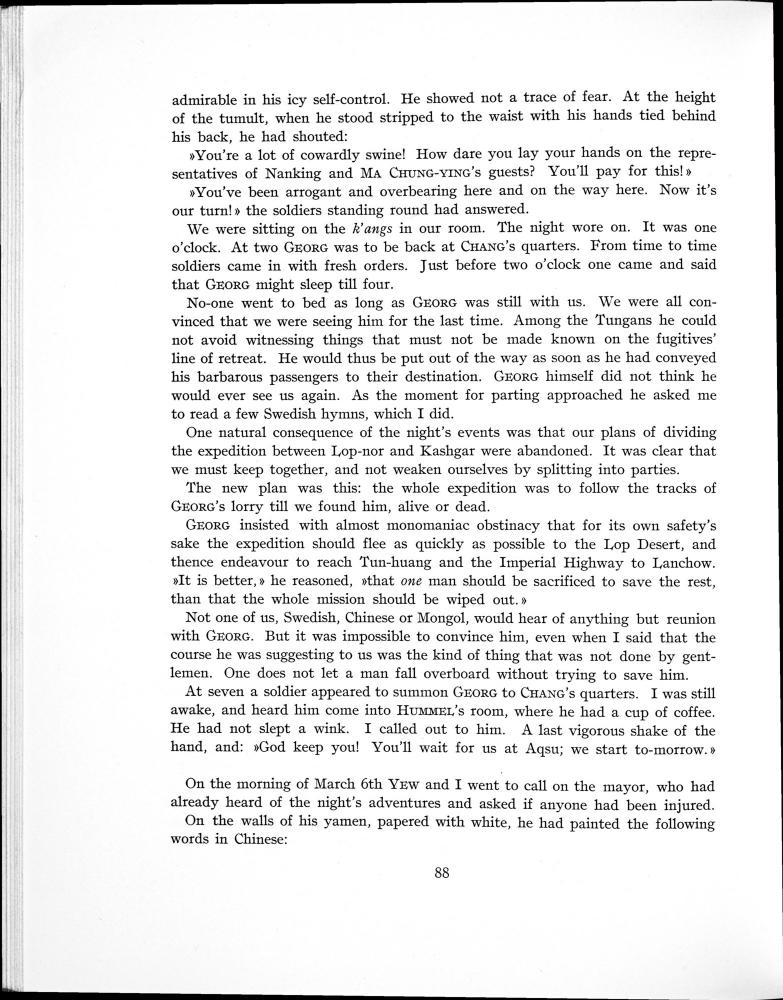 admirable in his icy self-control. He showed not a trace of fear. At the height
of the tumult, when he stood stripped to the waist with his hands tied behind
his back, he had shouted:
»You're a lot of cowardly swine! How dare you lay your hands on the repre-
sentatives of Nanking and MA CHUNG-YING's guests? You'll pay for this!»
»You've been arrogant and overbearing here and on the way here. Now it's
our turn!» the soldiers standing round had answered.
We were sitting on the k'angs in our room. The night wore on. It was one
o'clock. At two GEORG was to be back at CHANG's quarters. From time to time
soldiers came in with fresh orders. Just before two o'clock one came and said
that GEORG might sleep till four.
No-one went to bed as long as GEORG was still with us. We were all con-
vinced that we were seeing him for the last time. Among the Tungans he could
not avoid witnessing things that must not be made known on the fugitives'
line of retreat. He would thus be put out of the way as soon as he had conveyed
his barbarous passengers to their destination. GEORG himself did not think he
would ever see us again. As the moment for parting approached he asked me
to read a few Swedish hymns, which I did.
One natural consequence of the night's events was that our plans of dividing
the expedition between Lop-nor and Kashgar were abandoned. It was clear that
we must keep together, and not weaken ourselves by splitting into parties.
The new plan was this: the whole expedition was to follow the tracks of
GEORG's lorry till we found him, alive or dead.
GEORG insisted with almost monomaniac obstinacy that for its own safety's
sake the expedition should flee as quickly as possible to the Lop Desert, and
thence endeavour to reach Tun-huang and the Imperial Highway to Lanchow.
»It is better,» he reasoned, »that one man should be sacrificed to save the rest,
than that the whole mission should be wiped out.»
Not one of us, Swedish, Chinese or Mongol, would hear of anything but reunion
with GEORG. But it was impossible to convince him, even when I said that the
course he was suggesting to us was the kind of thing that was not done by gent-
lemen. One does not let a man fall overboard without trying to save him.
At seven a soldier appeared to summon GEORG to CHANG's quarters. I was still
awake, and heard him come into HUMMEL's room, where he had a cup of coffee.
He had not slept a wink. I called out to him. A last vigorous shake of the
hand, and: »God keep you! You'll wait for us at Aqsu; we start to-morrow.»
On the morning of March 6th YEW and I went to call on the mayor, who had
already heard of the night's adventures and asked if anyone had been injured.
On the walls of his yamen, papered with white, he had painted the following
words in Chinese:
88